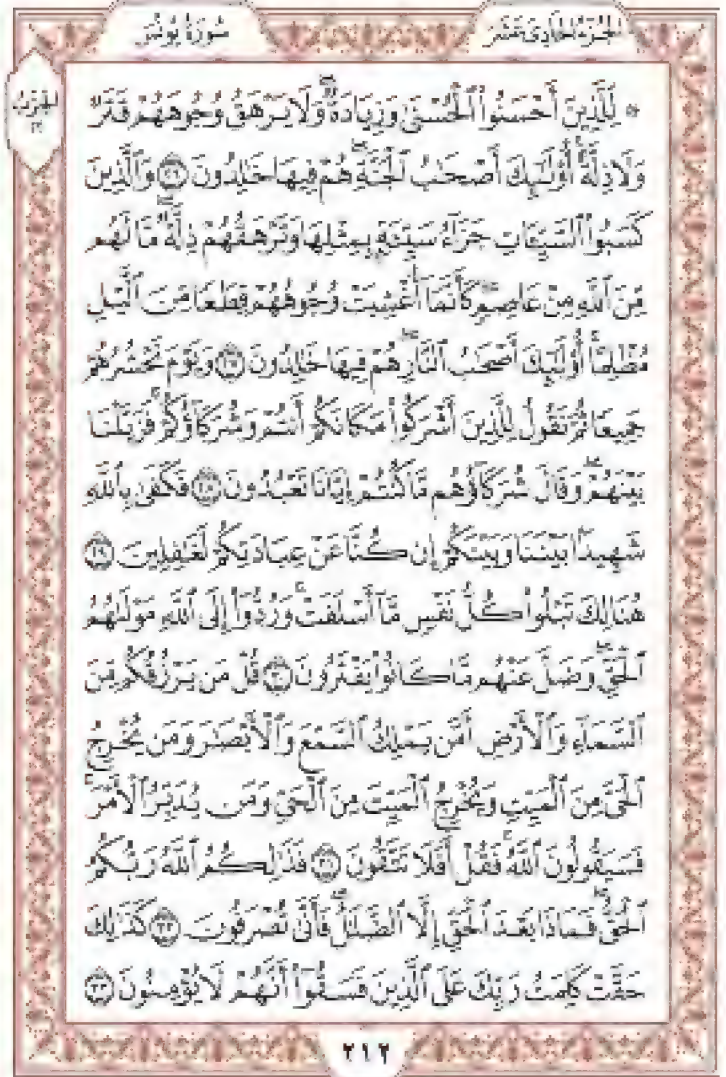 الجزء الحادي عشر
سورة يونس
الحزب
۞ لِّلَّذِينَ أَحْسَنُوا۟ ٱلْحُسْنَىٰ وَزِيَادَةٌ ۖ وَلَا يَرْهَقُ وُجُوهَهُمْ قَتَرٌ
وَلَا ذِلَّةٌ ۚ أُو۟لَٰٓئِكَ أَصْحَٰبُ ٱلْجَنَّةِ ۖ هُمْ فِيهَا خَٰلِدُونَ ٢٦ وَٱلَّذِينَ
كَسَبُوا۟ ٱلسَّيِّـَٔاتِ جَزَآءُ سَيِّئَةٍۭ بِمِثْلِهَا وَتَرْهَقُهُمْ ذِلَّةٌ ۖ مَّا لَهُم
مِّنَ ٱللَّهِ مِنْ عَاصِمٍ ۖ كَأَنَّمَآ أُغْشِيَتْ وُجُوهُهُمْ قِطَعًا مِّنَ ٱلَّيْلِ
مُظْلِمًا ۚ أُو۟لَٰٓئِكَ أَصْحَٰبُ ٱلنَّارِ ۖ هُمْ فِيهَا خَٰلِدُونَ ٢٧ وَيَوْمَ نَحْشُرُهُمْ
جَمِيعًا ثُمَّ نَقُولُ لِلَّذِينَ أَشْرَكُوا۟ مَكَانَكُمْ أَنتُمْ وَشُرَكَآؤُكُمْ ۚ فَزَيَّلْنَا
بَيْنَهُمْ ۖ وَقَالَ شُرَكَآؤُهُم مَّا كُنتُمْ إِيَّانَا تَعْبُدُونَ ٢٨ فَكَفَىٰ بِٱللَّهِ
شَهِيدًۢا بَيْنَنَا وَبَيْنَكُمْ إِن كُنَّا عَنْ عِبَادَتِكُمْ لَغَٰفِلِينَ ٢٩
هُنَالِكَ تَبْلُوا۟ كُلُّ نَفْسٍ مَّآ أَسْلَفَتْ ۚ وَرُدُّوٓا۟ إِلَى ٱللَّهِ مَوْلَىٰهُمُ
ٱلْحَقِّ ۖ وَضَلَّ عَنْهُم مَّا كَانُوا۟ يَفْتَرُونَ ٣٠ قُلْ مَن يَرْزُقُكُم مِّنَ
ٱلسَّمَآءِ وَٱلْأَرْضِ أَمَّن يَمْلِكُ ٱلسَّمْعَ وَٱلْأَبْصَٰرَ وَمَن يُخْرِجُ
ٱلْحَىَّ مِنَ ٱلْمَيِّتِ وَيُخْرِجُ ٱلْمَيِّتَ مِنَ ٱلْحَىِّ وَمَن يُدَبِّرُ ٱلْأَمْرَ ۚ
فَسَيَقُولُونَ ٱللَّهُ ۚ فَقُلْ أَفَلَا تَتَّقُونَ ٣١ فَذَٰلِكُمُ ٱللَّهُ رَبُّكُمُ
ٱلْحَقُّ ۖ فَمَاذَا بَعْدَ ٱلْحَقِّ إِلَّا ٱلضَّلَٰلُ ۖ فَأَنَّىٰ تُصْرَفُونَ ٣٢ كَذَٰلِكَ
حَقَّتْ كَلِمَتُ رَبِّكَ عَلَى ٱلَّذِينَ فَسَقُوٓا۟ أَنَّهُمْ لَا يُؤْمِنُونَ ٣٣
٢١٢